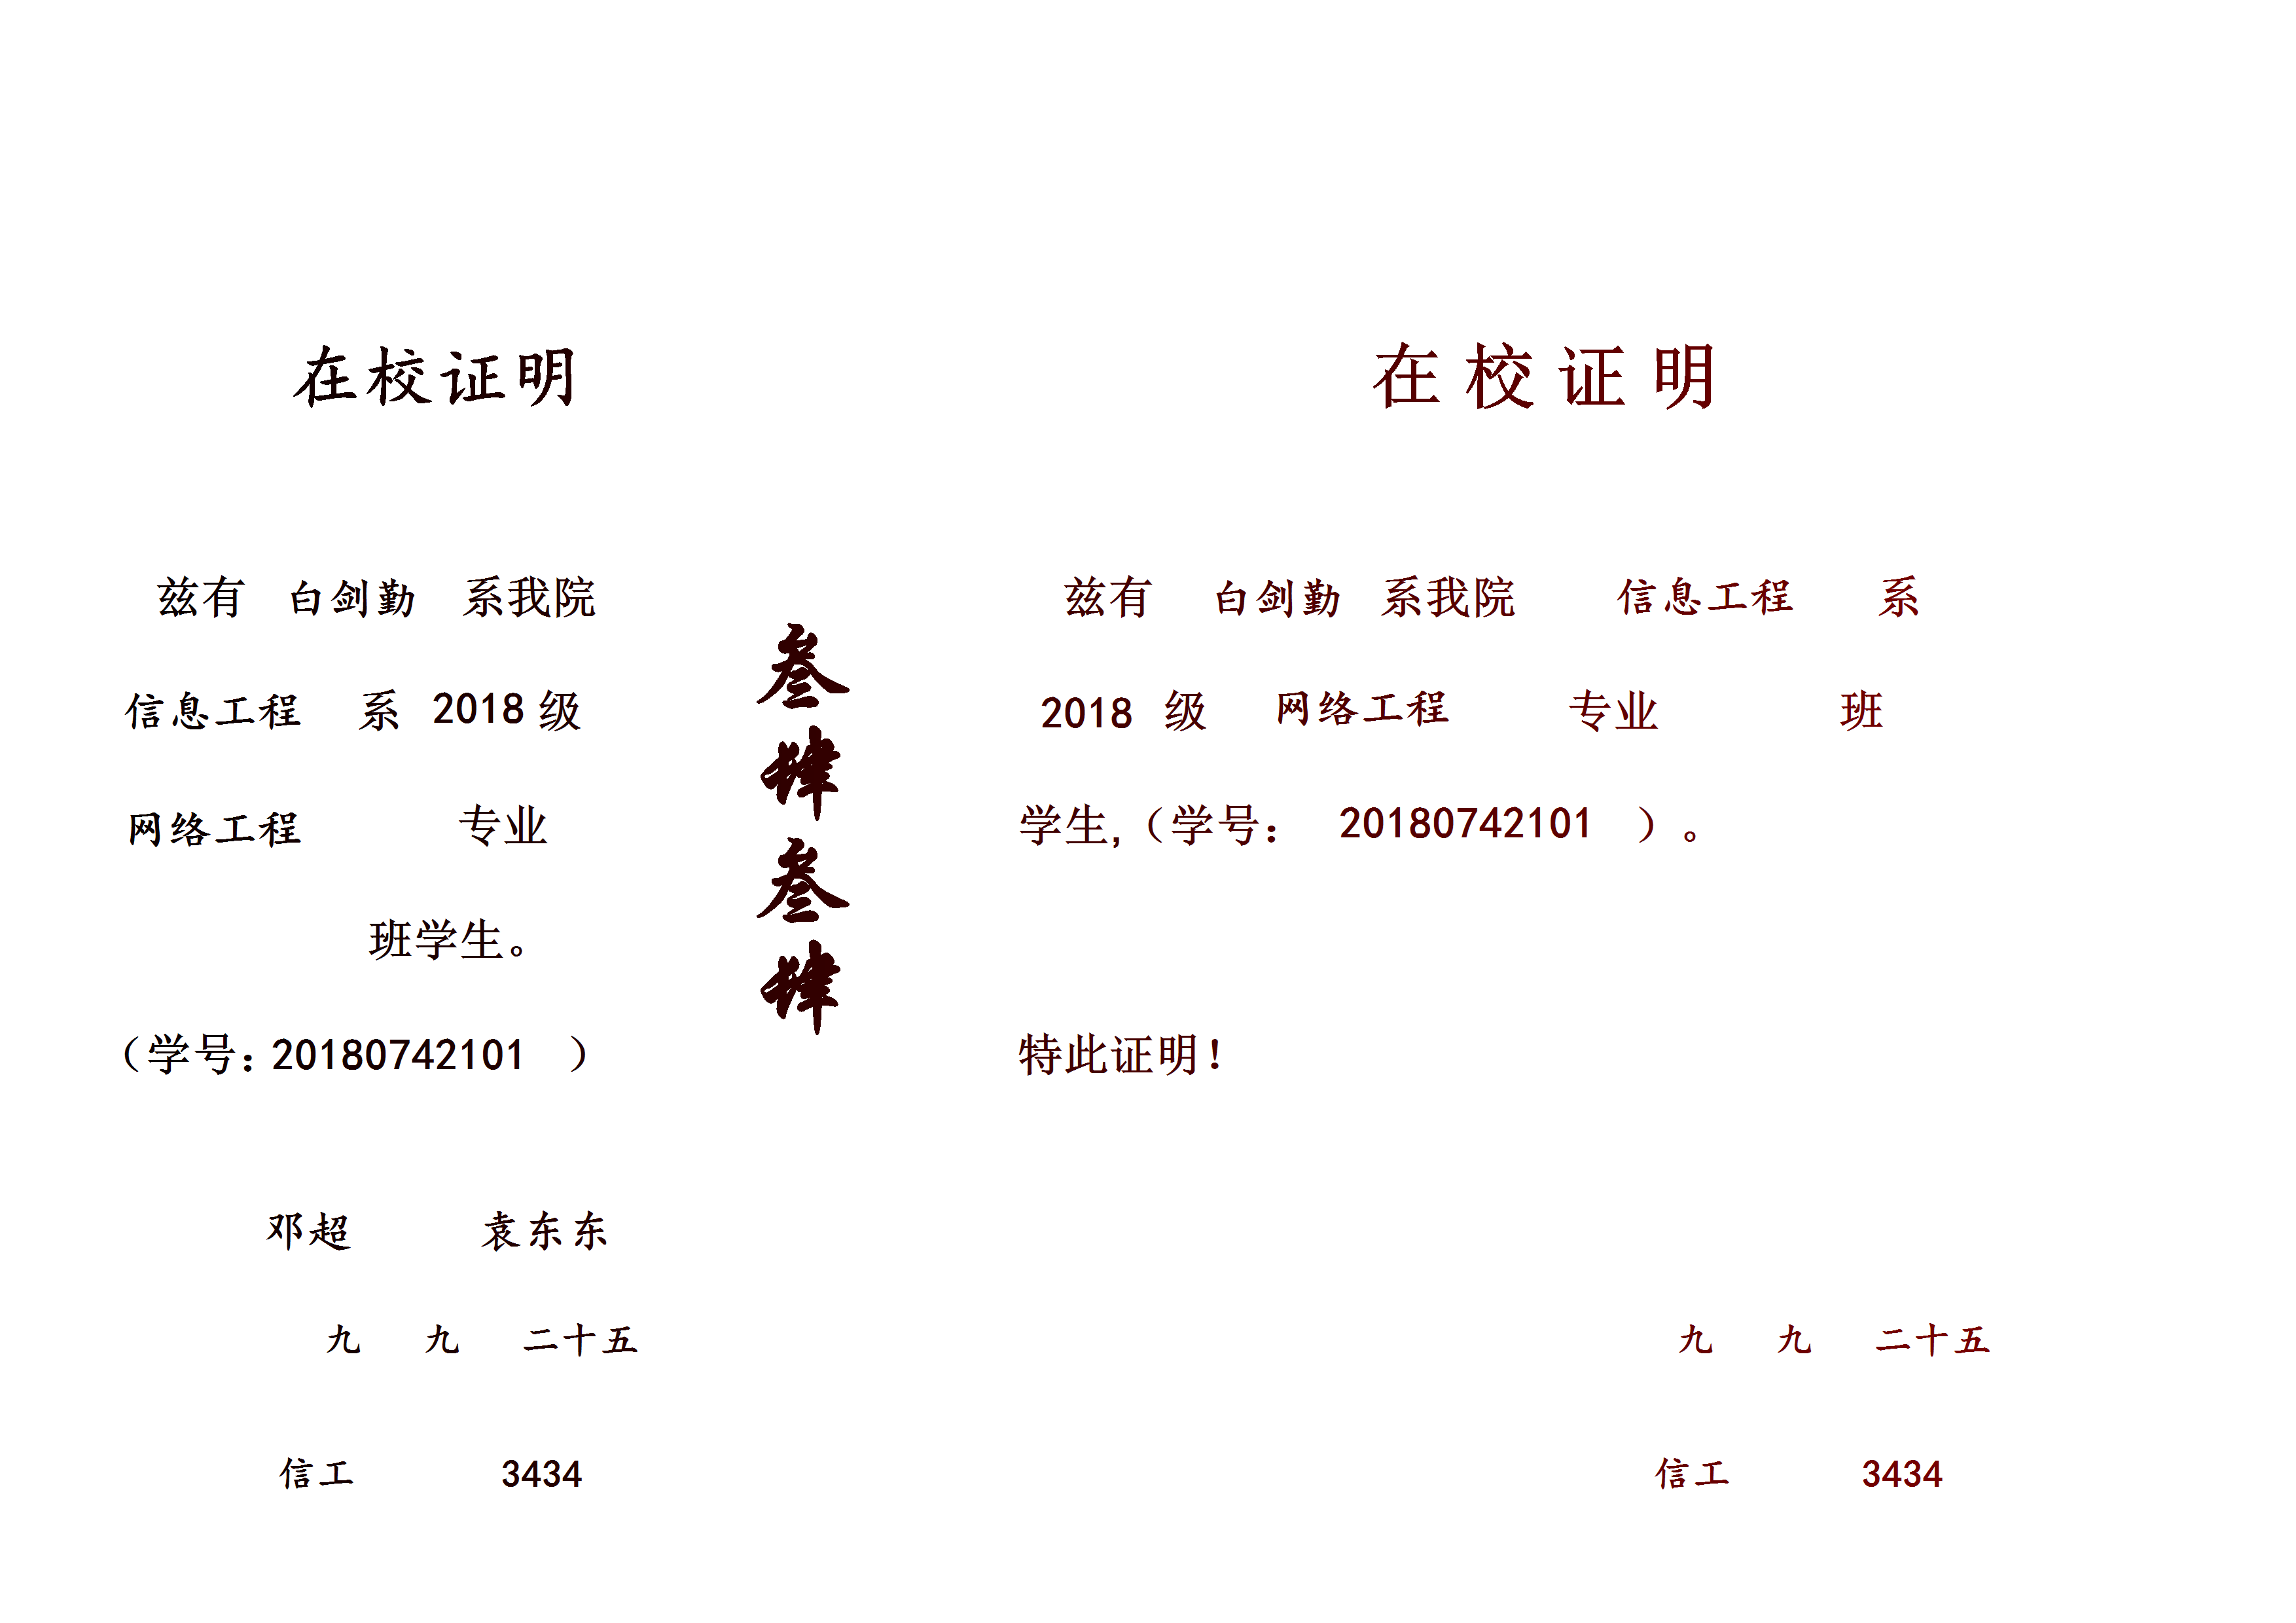 在校证明
兹有 白剑勤 系我院
信息工程 系 2018 级
网络工程 专业
班学生。
（学号：20180742101 ）
邓超 袁东东
九 九 二十五
信工 3434
叁肆叁肆
在校证明
兹有 白剑勤 系我院 信息工程 系
2018 级 网络工程 专业 班
学生,（学号： 20180742101 ）。
特此证明！
九 九 二十五
信工 3434